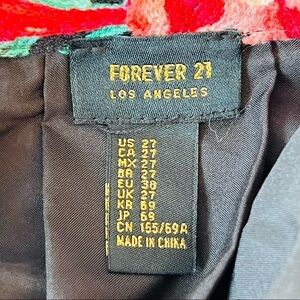 FOREVER 21
LOS ANGELES
US 27
CA 27
MX 27
BR 27
EU 38
UK 27
KR 69
JP 69
CN 165/69A
MADE IN CHINA